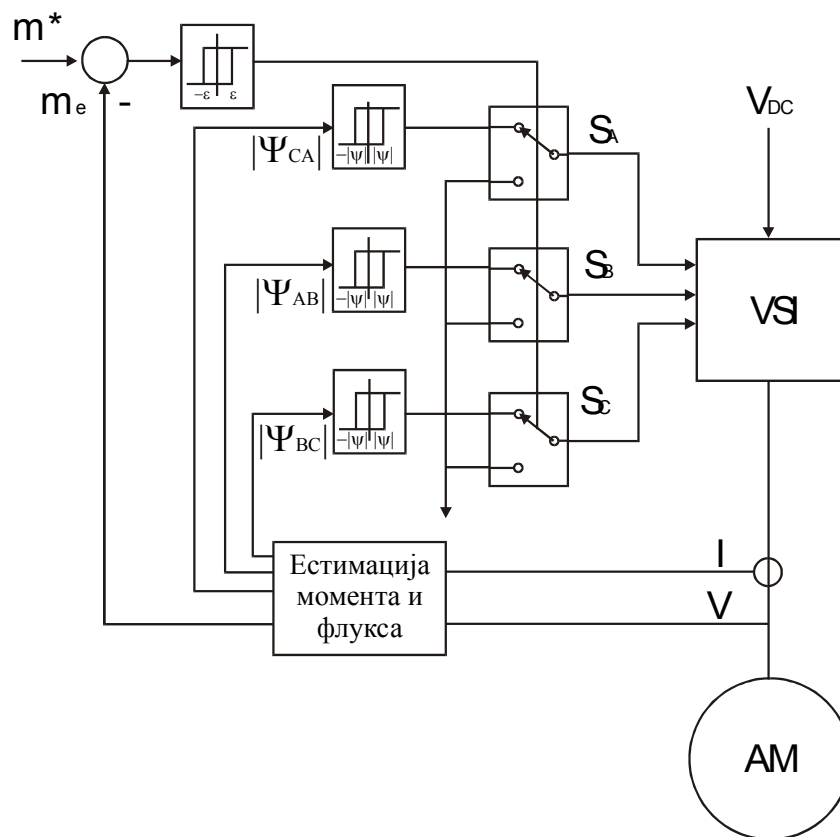 m*
me -
-ε ε
|ΨCA|
-|ψ| |ψ|
SA
VDC
|ΨAB|
-|ψ| |ψ|
SB
VSI
|ΨBC|
-|ψ| |ψ|
SC
Естимација
момента и
флукса
I
V
AM